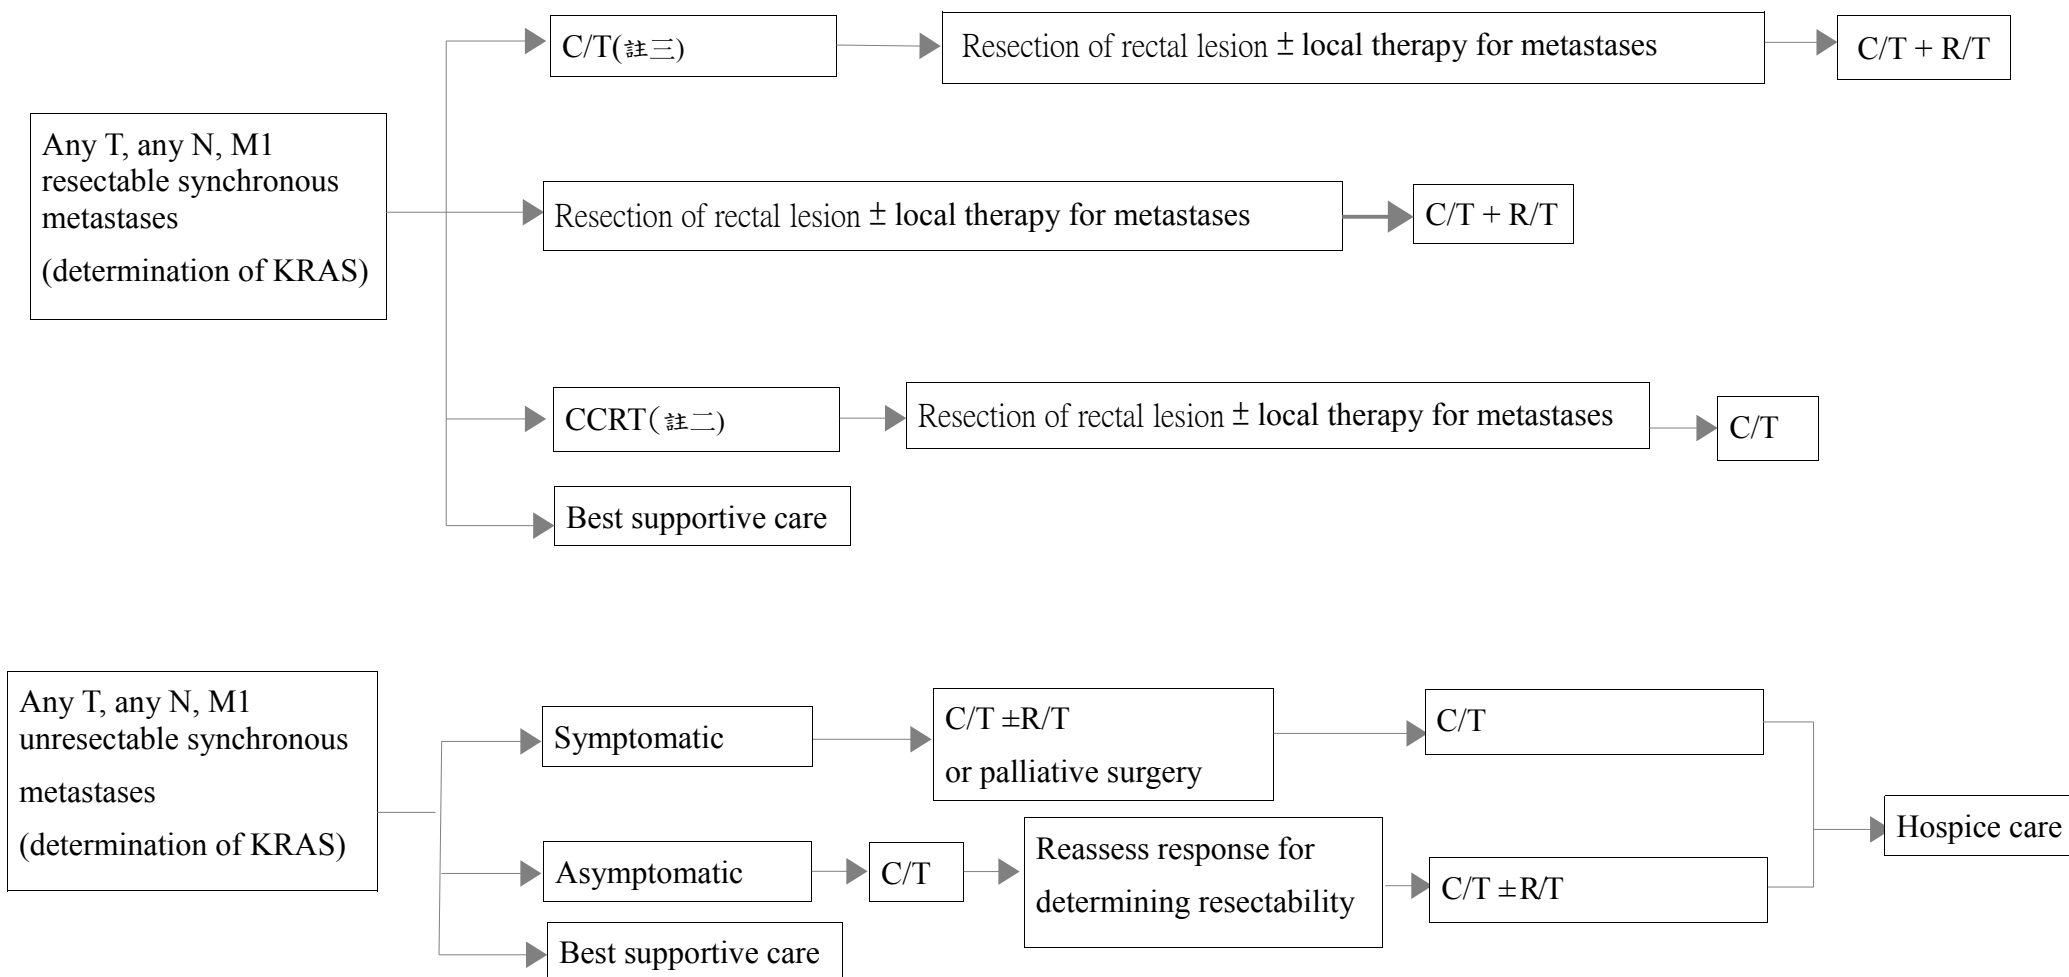 C/T(註三)
Resection of rectal lesion ± local therapy for metastases
C/T + R/T
Any T, any N, M1
resectable synchronous
metastases
(determination of KRAS)
Resection of rectal lesion ± local therapy for metastases
C/T + R/T
CCRT(註二)
Resection of rectal lesion ± local therapy for metastases
C/T
Best supportive care
Any T, any N, M1
unresectable synchronous
metastases
(determination of KRAS)
Symptomatic
C/T ±R/T
or palliative surgery
C/T
Hospice care
Asymptomatic
C/T
Reassess response for
determining resectability
C/T ±R/T
Best supportive care